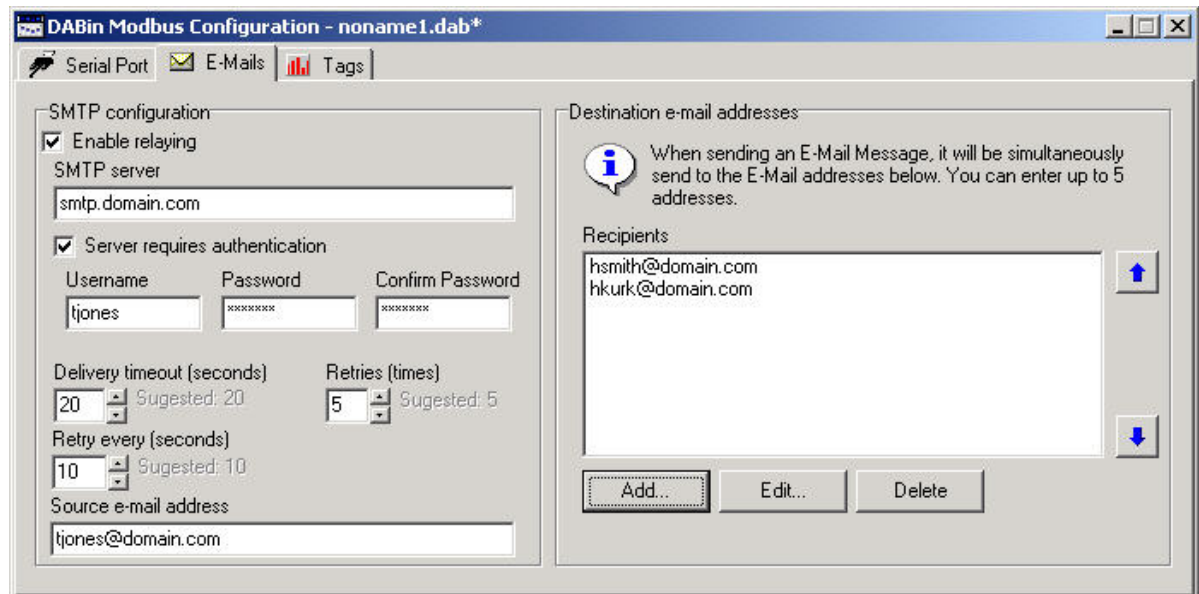 DABin Modbus Configuration - noname1.dab*
Serial Port E-Mails Tags
SMTP configuration
Enable relaying
SMTP server
smtp.domain.com
Server requires authentication
Username Password Confirm Password
tjones ******* *******
Delivery timeout (seconds) Retries (times)
20 Sugested: 20 5 Sugested: 5
Retry every (seconds)
10 Sugested: 10
Source e-mail address
tjones@domain.com
Destination e-mail addresses
When sending an E-Mail Message, it will be simultaneously
send to the E-Mail addresses below. You can enter up to 5
addresses.
Recipients
hsmith@domain.com
hkurk@domain.com
Add... Edit... Delete